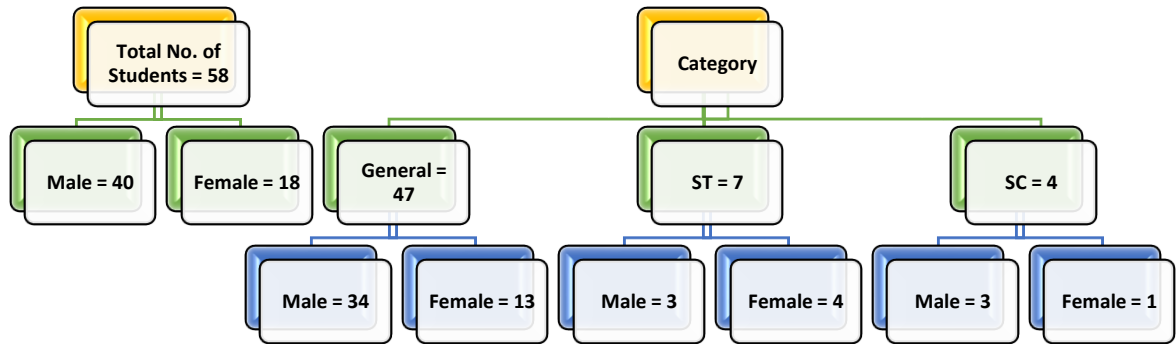 Total No. of
Students = 58
Category
Male = 40
Female = 18
General =
47
ST = 7
SC = 4
Male = 34
Female = 13
Male = 3
Female = 4
Male = 3
Female = 1